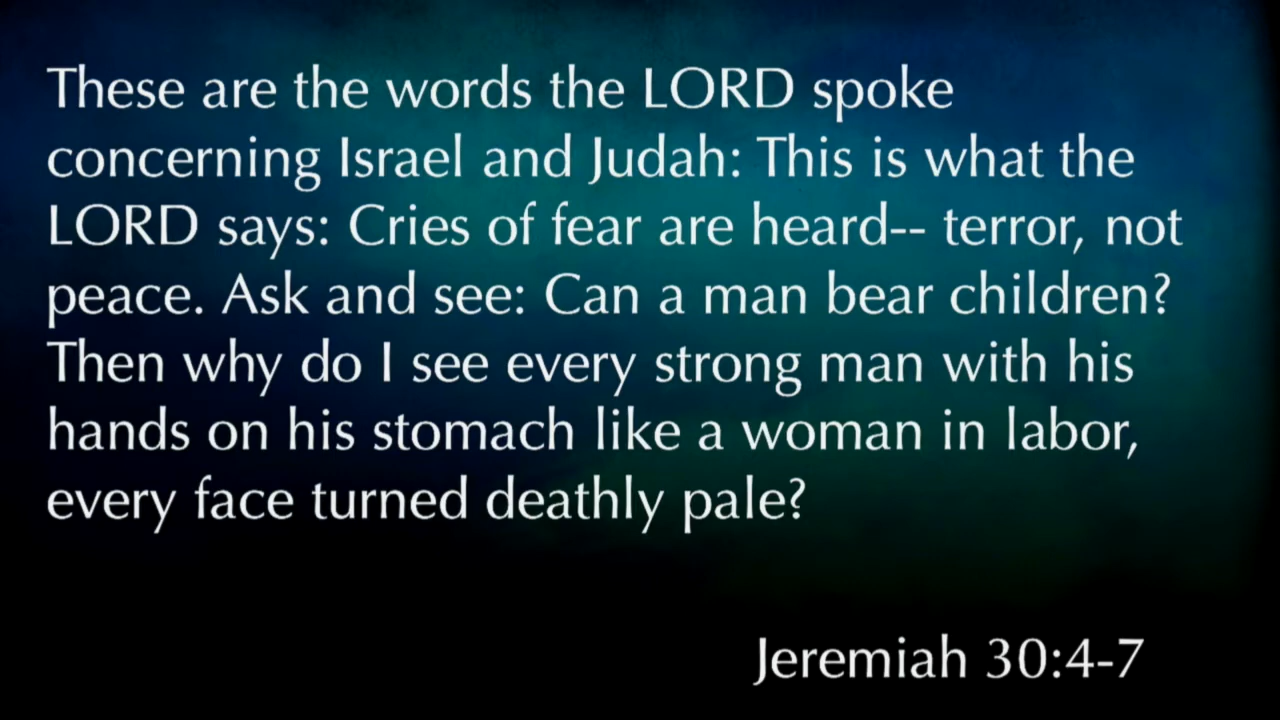 These are the words the LORD spoke
concerning Israel and Judah: This is what the
LORD says: Cries of fear are heard-- terror, not
peace. Ask and see: Can a man bear children?
Then why do I see every strong man with his
hands on his stomach like a woman in labor,
every face turned deathly pale?
Jeremiah 30:4-7